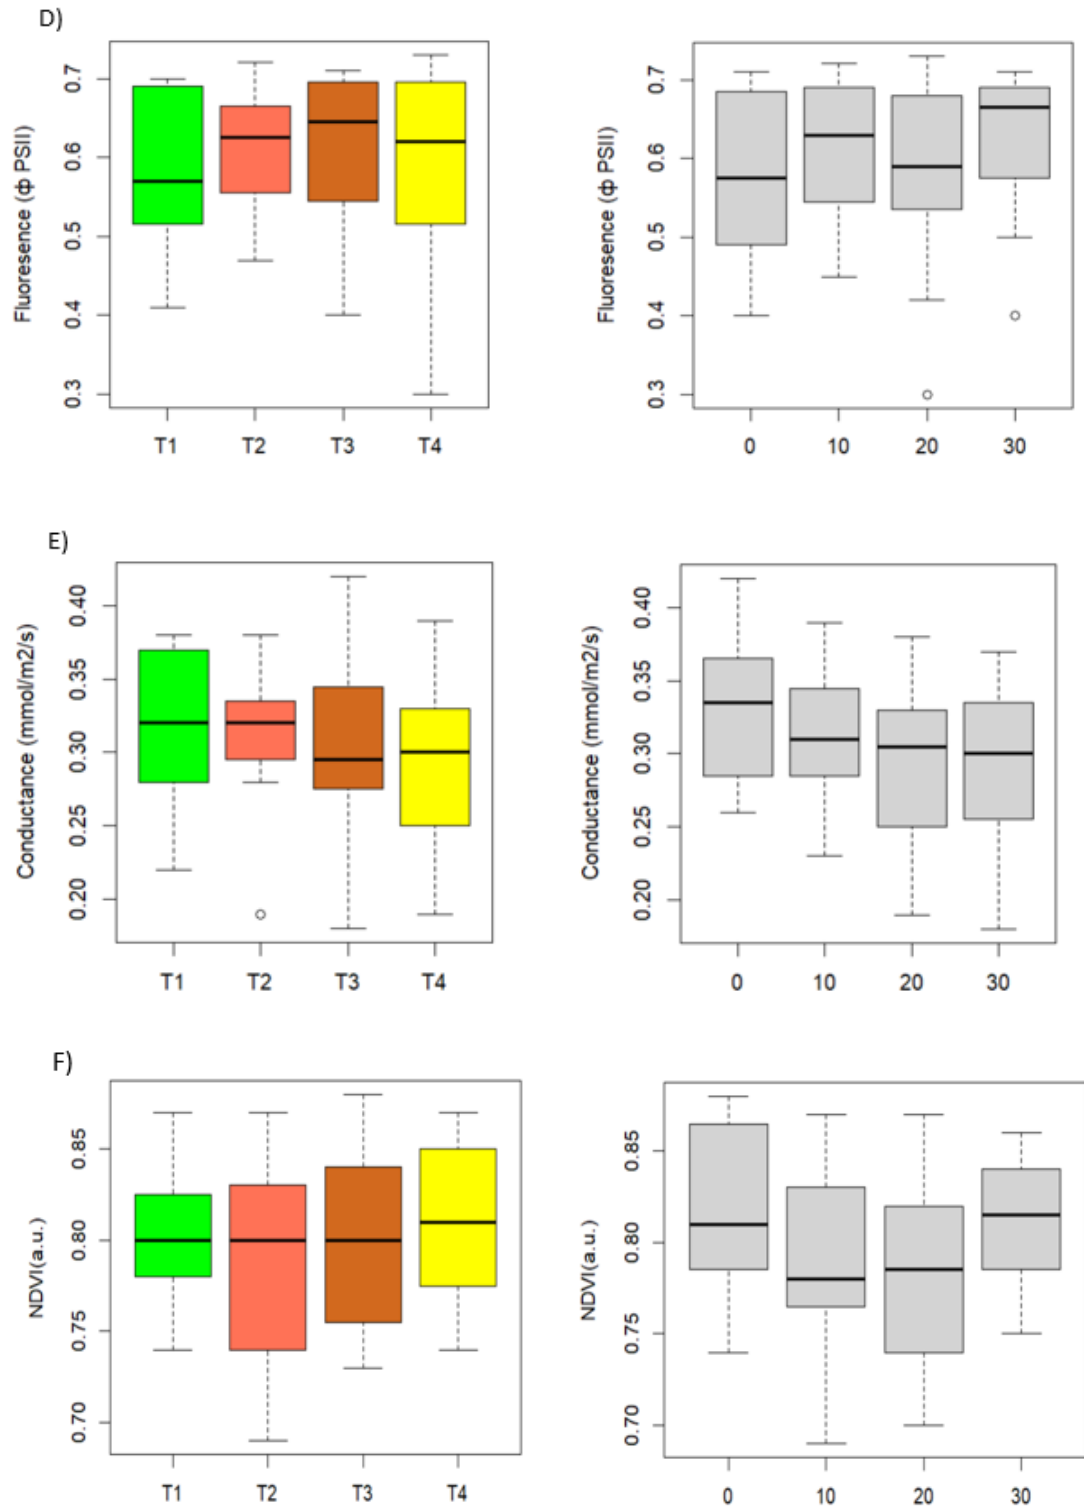 D)
Fluoresence (ф PSII)
0.7
0.6
0.5
0.4
0.3
T1 T2 T3 T4
Fluoresence (ф PSII)
0.7
0.6
0.5
0.4
0.3
0 10 20 30
E)
Conductance (mmol/m2/s)
0.40
0.35
0.30
0.25
0.20
T1 T2 T3 T4
Conductance (mmol/m2/s)
0.40
0.35
0.30
0.25
0.20
0 10 20 30
F)
NDVI(a.u.)
0.85
0.80
0.75
0.70
T1 T2 T3 T4
NDVI(a.u.)
0.85
0.80
0.75
0.70
0 10 20 30